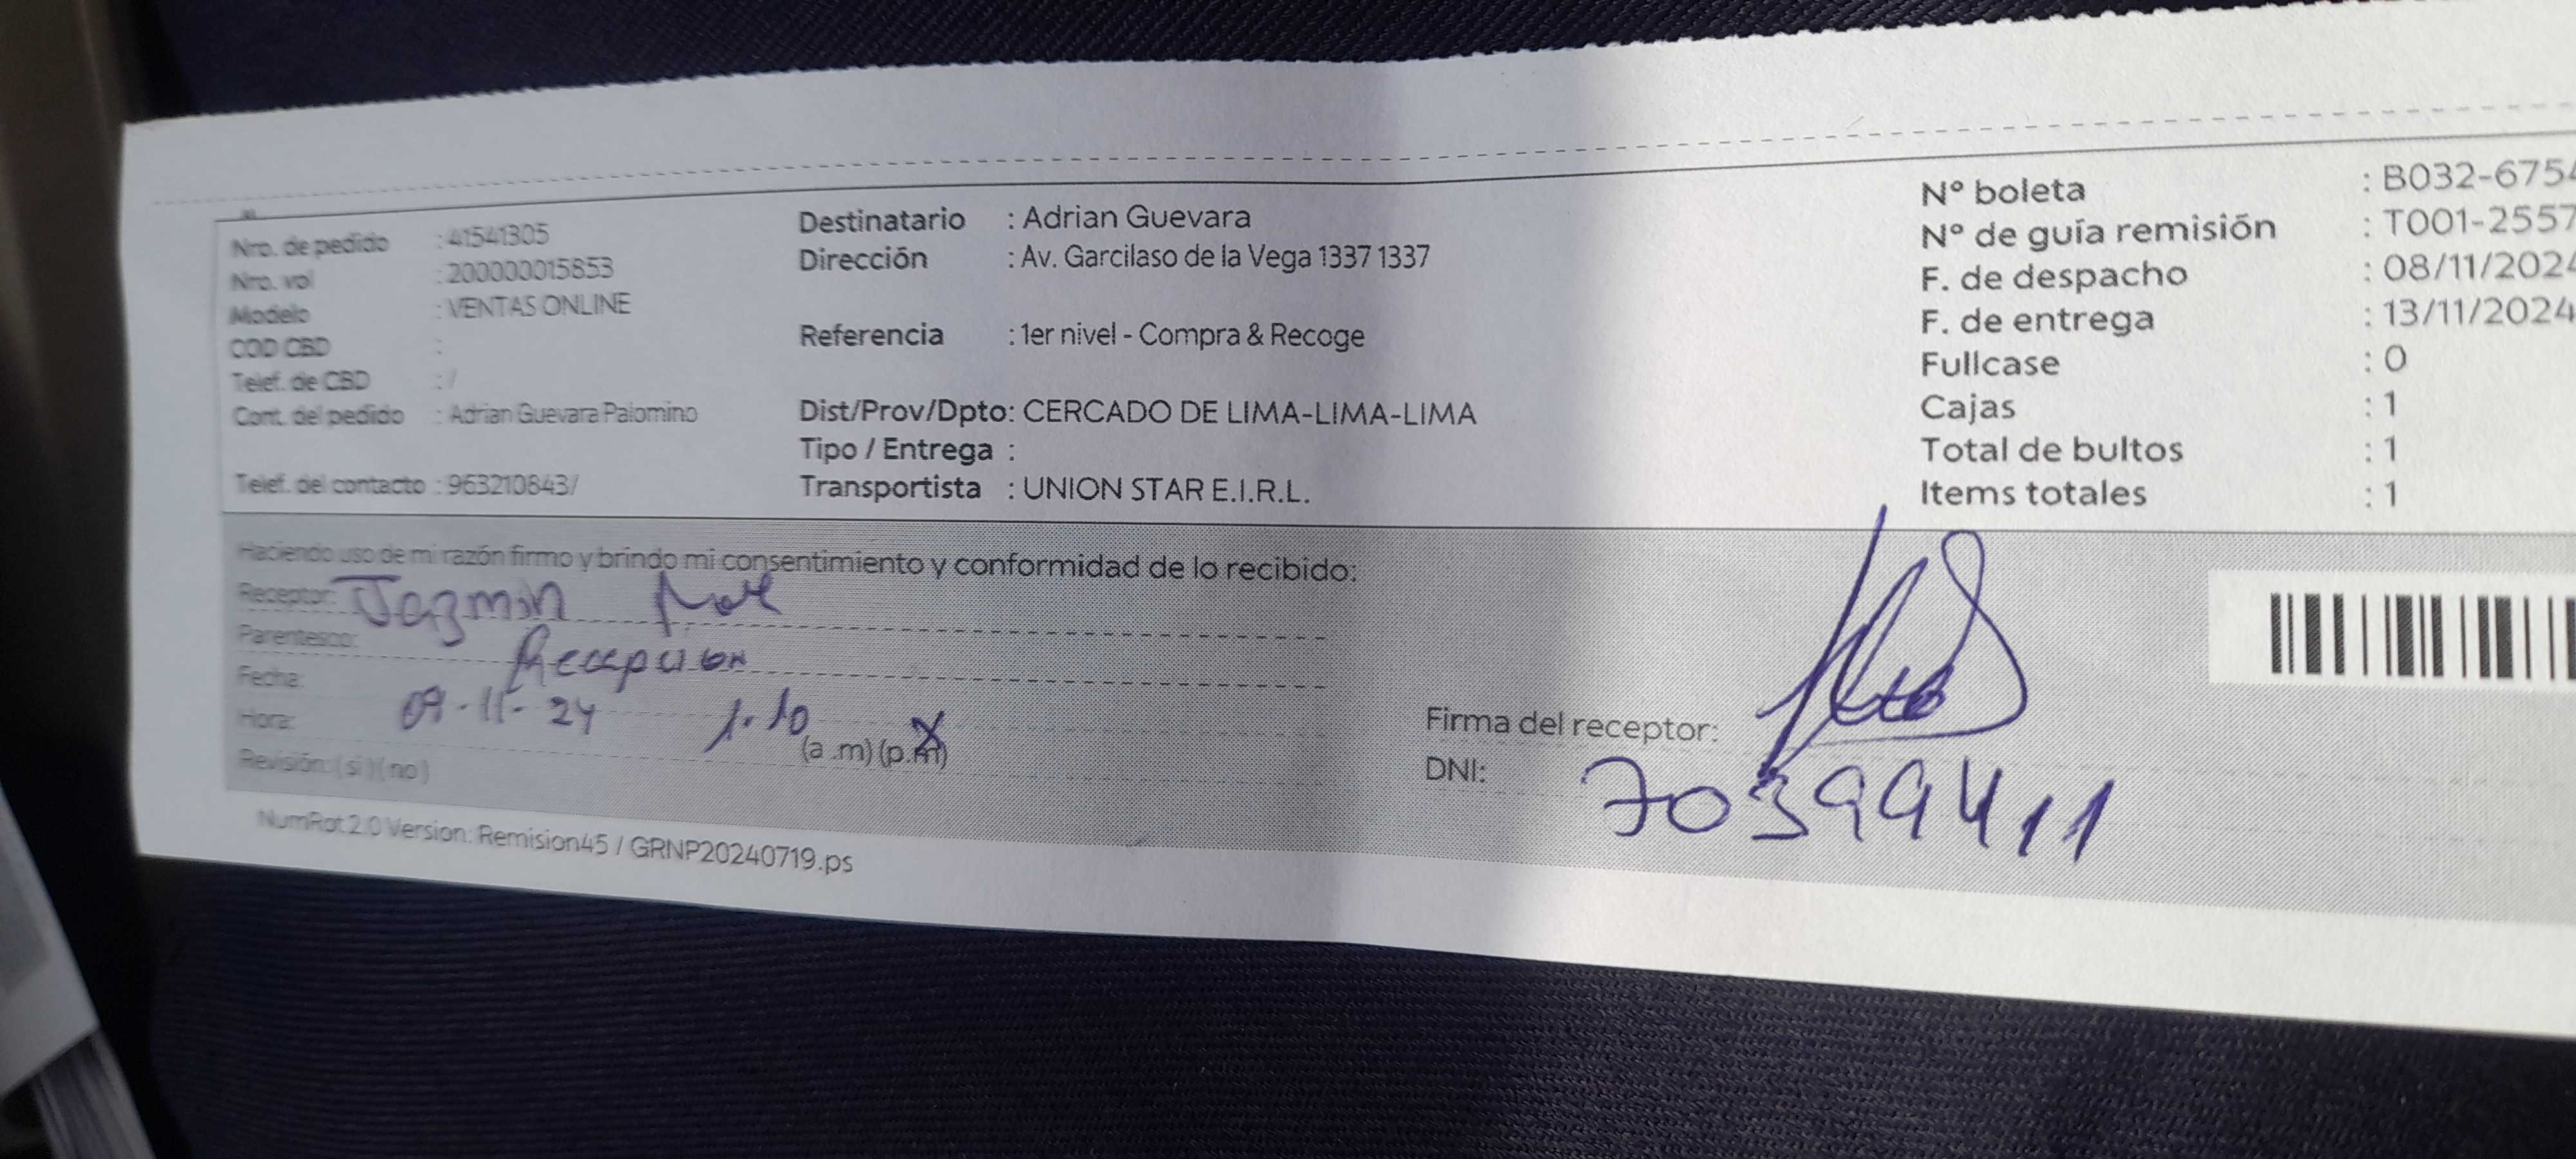 Nro. de pedido : 41541305
Nro. vol : 200000015853
Modelo : VENTAS ONLINE
COD CBD :
Telef. de CBD : /
Cont. del pedido : Adrian Guevara Palomino
Telef. del contacto : 963210843/
Destinatario : Adrian Guevara
Dirección : Av. Garcilaso de la Vega 1337 1337
Referencia : 1er nivel - Compra & Recoge
Dist/Prov/Dpto: CERCADO DE LIMA-LIMA-LIMA
Tipo / Entrega :
Transportista : UNION STAR E.I.R.L.
N° boleta : B032-6754
N° de guía remisión : T001-2557
F. de despacho : 08/11/2024
F. de entrega : 13/11/2024
Fullcase : 0
Cajas : 1
Total de bultos : 1
Items totales : 1
Haciendo uso de mi razón firmo y brindo mi consentimiento y conformidad de lo recibido:
Receptor: Jazmin
Parentesco: Recepcion
Fecha: 09-11-24
Hora: 1.10 (a .m) (p.m)
Revisión: ( si ) ( no )
Firma del receptor:
DNI: 70399411
NumRot 2.0 Version: Remision45 / GRNP20240719.ps